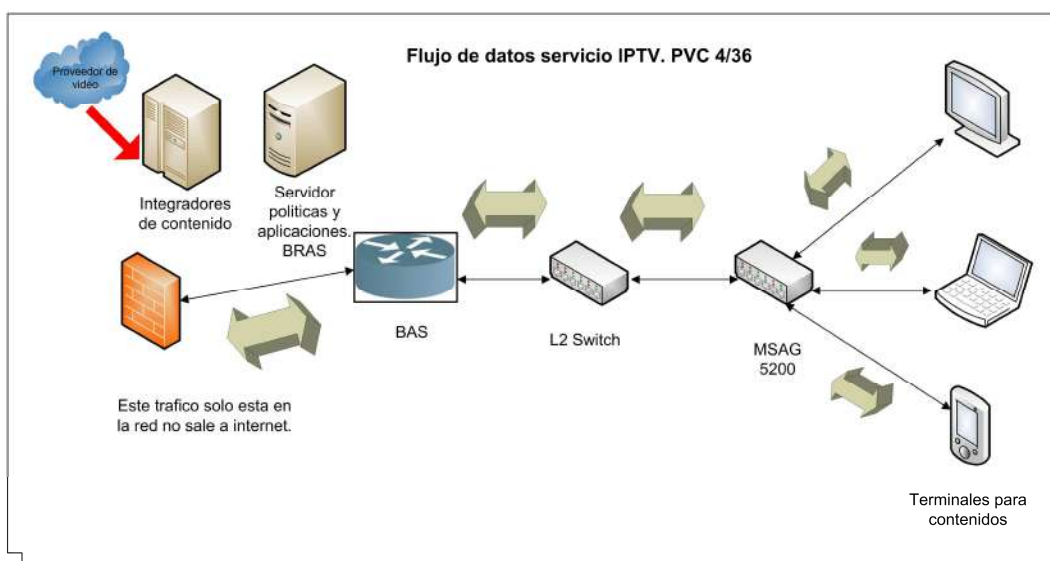 Flujo de datos servicio IPTV. PVC 4/36
Proveedor de
video
Integradores
de contenido
Servidor
politicas y
aplicaciones.
BRAS
BAS
L2 Switch
MSAG
5200
Este trafico solo esta en
la red no sale a internet.
Terminales para
contenidos